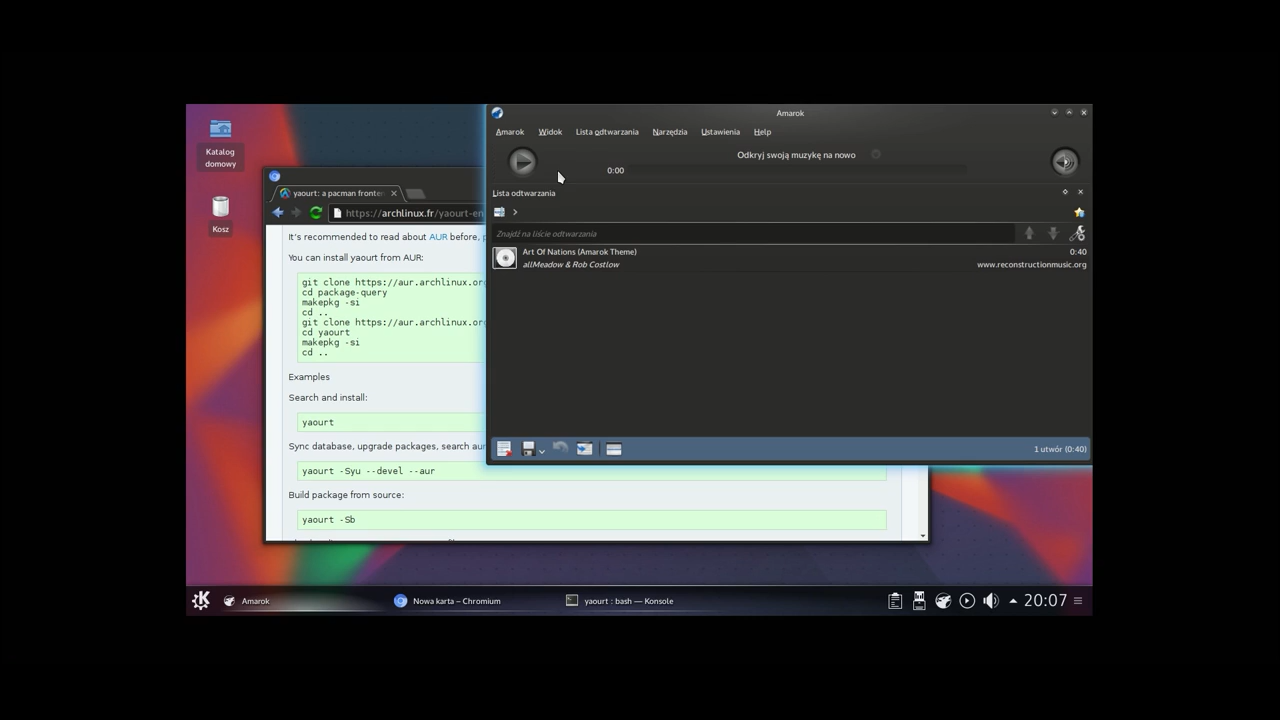 Katalog
domowy
Kosz
Amarok
Amarok Widok Lista odtwarzania Narzędzia Ustawienia Help
Odkryj swoją muzykę na nowo
0:00
Lista odtwarzania
Znajdź na liście odtwarzania
Art Of Nations (Amarok Theme) 0:40
allMeadow & Rob Costlow www.reconstructionmusic.org
1 utwór (0:40)
yaourt: a pacman fronte
https://archlinux.fr/yaourt-en
It's recommended to read about AUR before,
You can install yaourt from AUR:
git clone https://aur.archlinux.or
cd package-query
makepkg -si
cd ..
git clone https://aur.archlinux.or
cd yaourt
makepkg -si
cd ..
Examples
Search and install:
yaourt
Sync database, upgrade packages, search au
yaourt -Syu --devel --aur
Build package from source:
yaourt -Sb
Amarok Nowa karta – Chromium yaourt : bash — Konsole 20:07